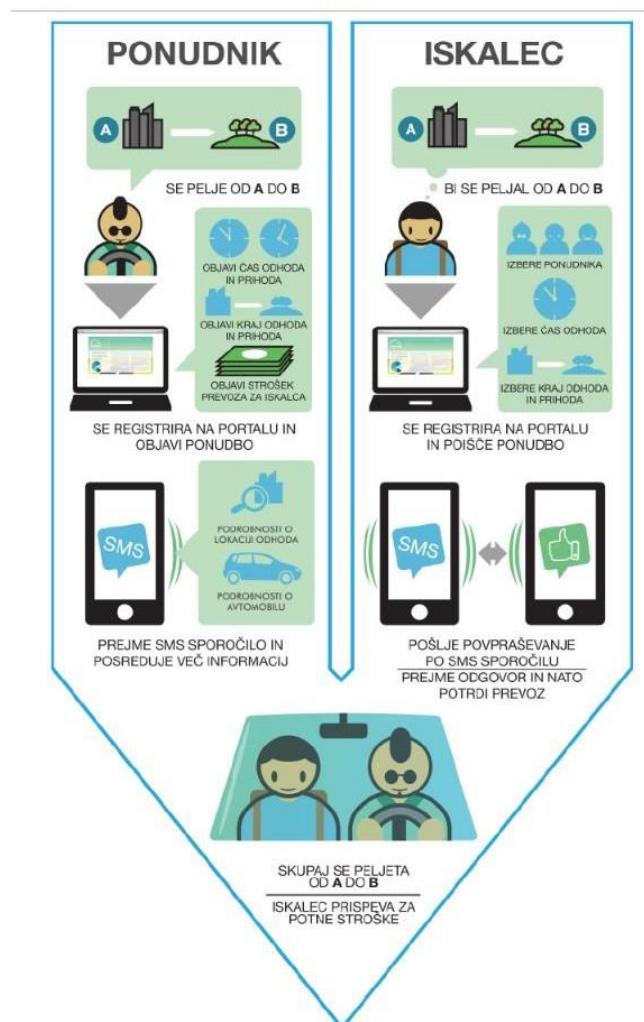 PONUDNIK
A
B
SE PELJE OD A DO B
OBJAVI ČAS ODHODA
IN PRIHODA
OBJAVI KRAJ ODHODA
IN PRIHODA
OBJAVI STROŠEK
PREVOZA ZA ISKALCA
SE REGISTRIRA NA PORTALU IN
OBJAVI PONUDBO
SMS
PODROBNOSTI O
LOKACIJI ODHODA
PODROBNOSTI O
AVTOMOBILU
PREJME SMS SPOROČILO IN
POSREDUJE VEČ INFORMACIJ
ISKALEC
A
B
BI SE PELJAL OD A DO B
IZBERE PONUDNIKA
IZBERE ČAS ODHODA
IZBERE KRAJ ODHODA
IN PRIHODA
SE REGISTRIRA NA PORTALU
IN POIŠČE PONUDBO
SMS
POŠLJE POVPRAŠEVANJE
PO SMS SPOROČILU
PREJME ODGOVOR IN NATO
POTRDI PREVOZ
SKUPAJ SE PELJETA
OD A DO B
ISKALEC PRISPEVA ZA
POTNE STROŠKE